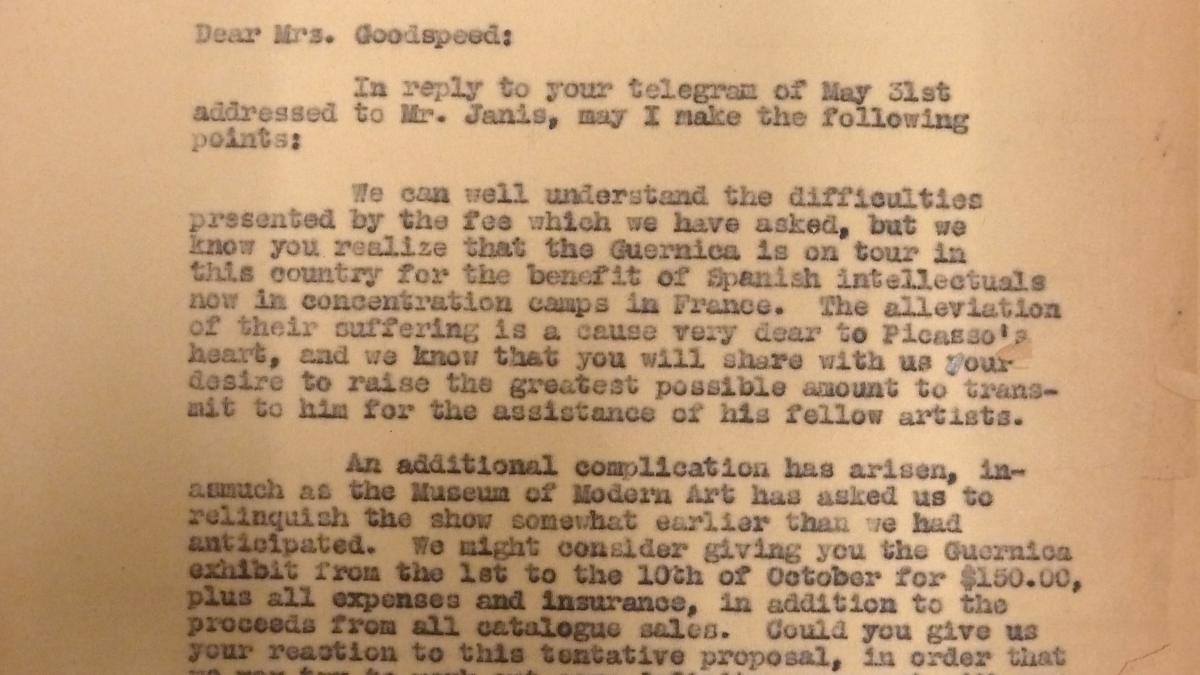 Dear Mrs. Goodspeed:
In reply to your telegram of May 31st
addressed to Mr. Janis, may I make the following
points:
We can well understand the difficulties
presented by the fee which we have asked, but we
know you realize that the Guernica is on tour in
this country for the benefit of Spanish intellectuals
now in concentration camps in France. The alleviation
of their suffering is a cause very dear to Picasso's
heart, and we know that you will share with us your
desire to raise the greatest possible amount to trans-
mit to him for the assistance of his fellow artists.
An additional complication has arisen, in-
asmuch as the Museum of Modern Art has asked us to
relinquish the show somewhat earlier than we had
anticipated. We might consider giving you the Guernica
exhibit from the 1st to the 10th of October for $150.00,
plus all expenses and insurance, in addition to the
proceeds from all catalogue sales. Could you give us
your reaction to this tentative proposal, in order that